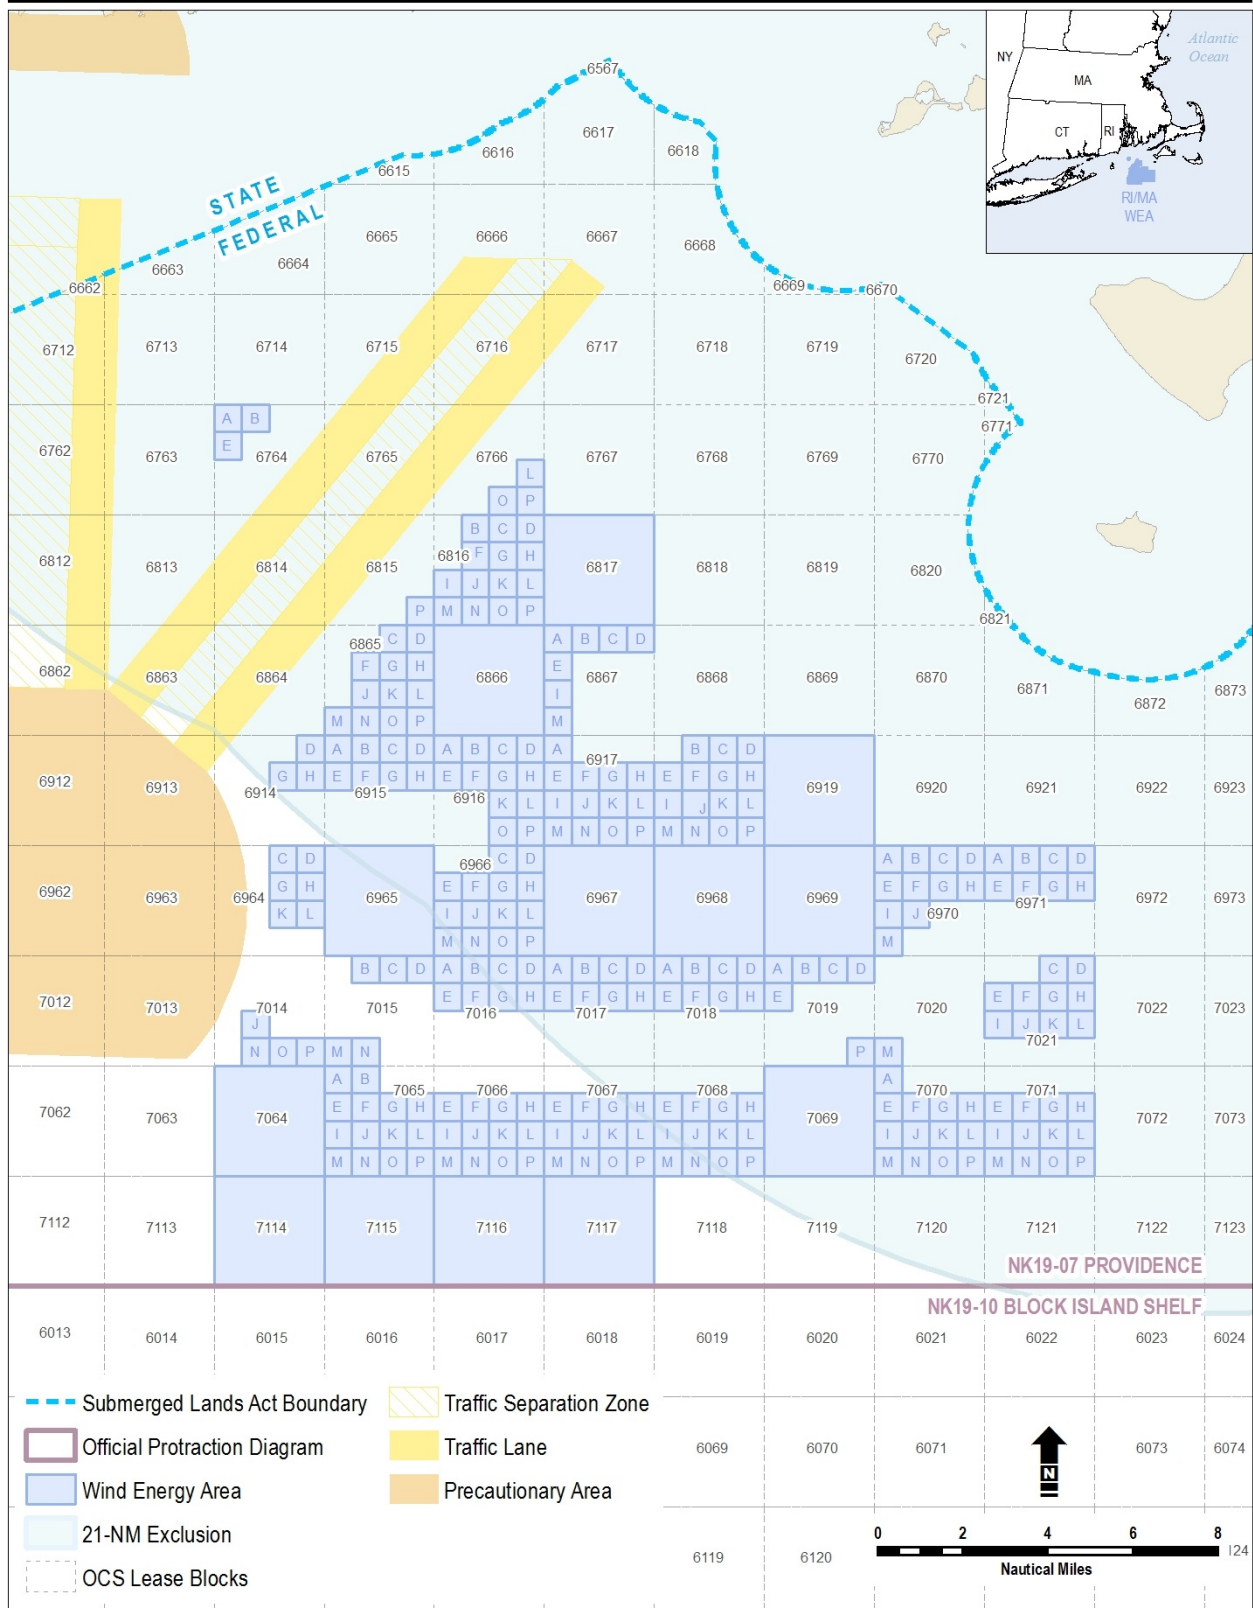 Atlantic
Ocean
NY
MA
CT
RI
RI/MA
WEA
6567
6617
6616
6618
6615
STATE
FEDERAL
6665 6666 6667 6668
6663 6664
6662 6669 6670
6712 6713 6714 6715 6716 6717 6718 6719 6720
6721
A B
6771
E
6762 6763 6764 6765 6766 6767 6768 6769 6770
L
O P
B C D
6816 F G H
6812 6813 6814 6815 6817 6818 6819 6820
I J K L
P M N O P
6821
6865 C D A B C D
F G H E
6862 6863 6864 6866 6867 6868 6869 6870 6871 6872 6873
J K L I
M N O P M
D A B C D A B C D A B C D
6917
G H E F G H E F G H E F G H E F G H
6912 6913 6914 6915 6916 6919 6920 6921 6922 6923
K L I J K L I J K L
O P M N O P M N O P
C D 6966 C D A B C D A B C D
G H E F G H E F G H E F G H
6962 6963 6964 6965 6967 6968 6969 6971 6972 6973
K L I J K L I J 6970
M N O P M
B C D A B C D A B C D A B C D A B C D C D
E F G H E F G H E F G H E E F G H
7012 7013 7014 7015 7016 7017 7018 7019 7020 7022 7023
J I J K L
7021
N O P M N P M
A B A
7065 7066 7067 7068 7070 7071
E F G H E F G H E F G H E F G H E F G H E F G H
7062 7063 7064 7069 7072 7073
I J K L I J K L I J K L I J K L I J K L I J K L
M N O P M N O P M N O P M N O P M N O P M N O P
7112 7113 7114 7115 7116 7117 7118 7119 7120 7121 7122 7123
NK19-07 PROVIDENCE
NK19-10 BLOCK ISLAND SHELF
6013 6014 6015 6016 6017 6018 6019 6020 6021 6022 6023 6024
Submerged Lands Act Boundary
Official Protraction Diagram
Wind Energy Area
21-NM Exclusion
OCS Lease Blocks
Traffic Separation Zone
Traffic Lane
Precautionary Area
6069 6070 6071 6073 6074
N
6119 6120
0 2 4 6 8
Nautical Miles